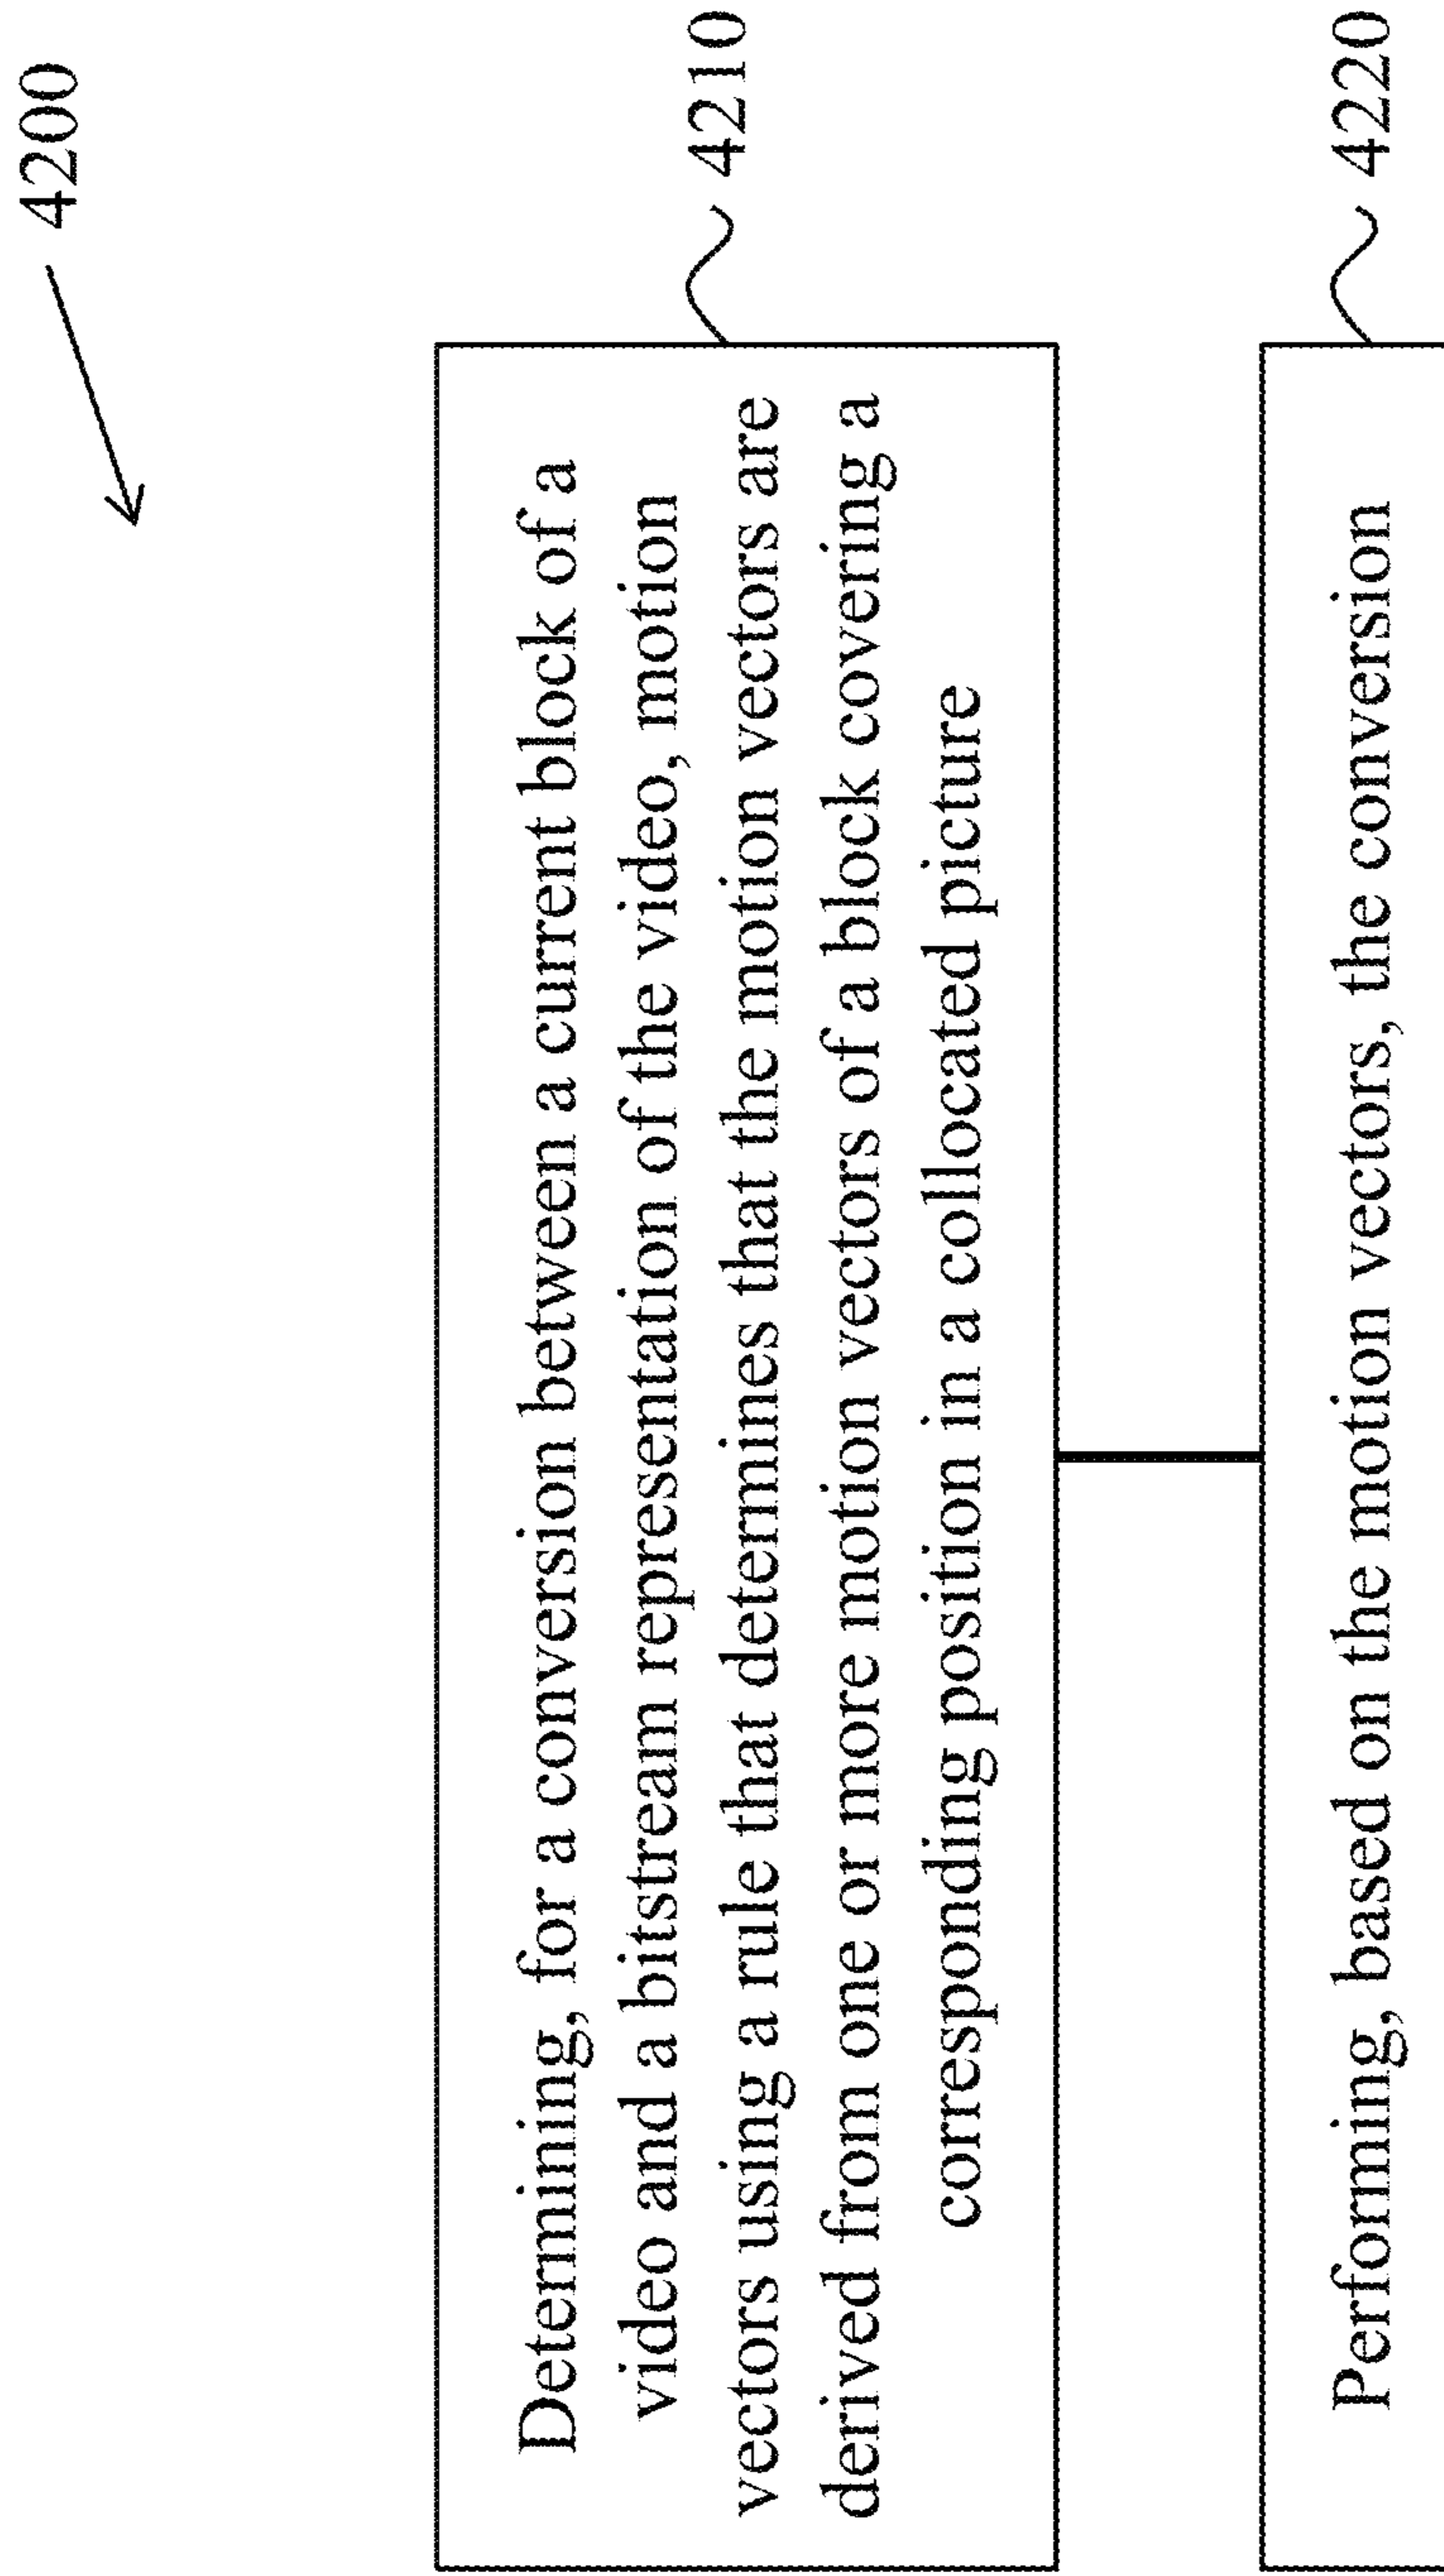 4200
Determining, for a conversion between a current block of a
video and a bitstream representation of the video, motion
vectors using a rule that determines that the motion vectors are
derived from one or more motion vectors of a block covering a
corresponding position in a collocated picture
4210
Performing, based on the motion vectors, the conversion
4220